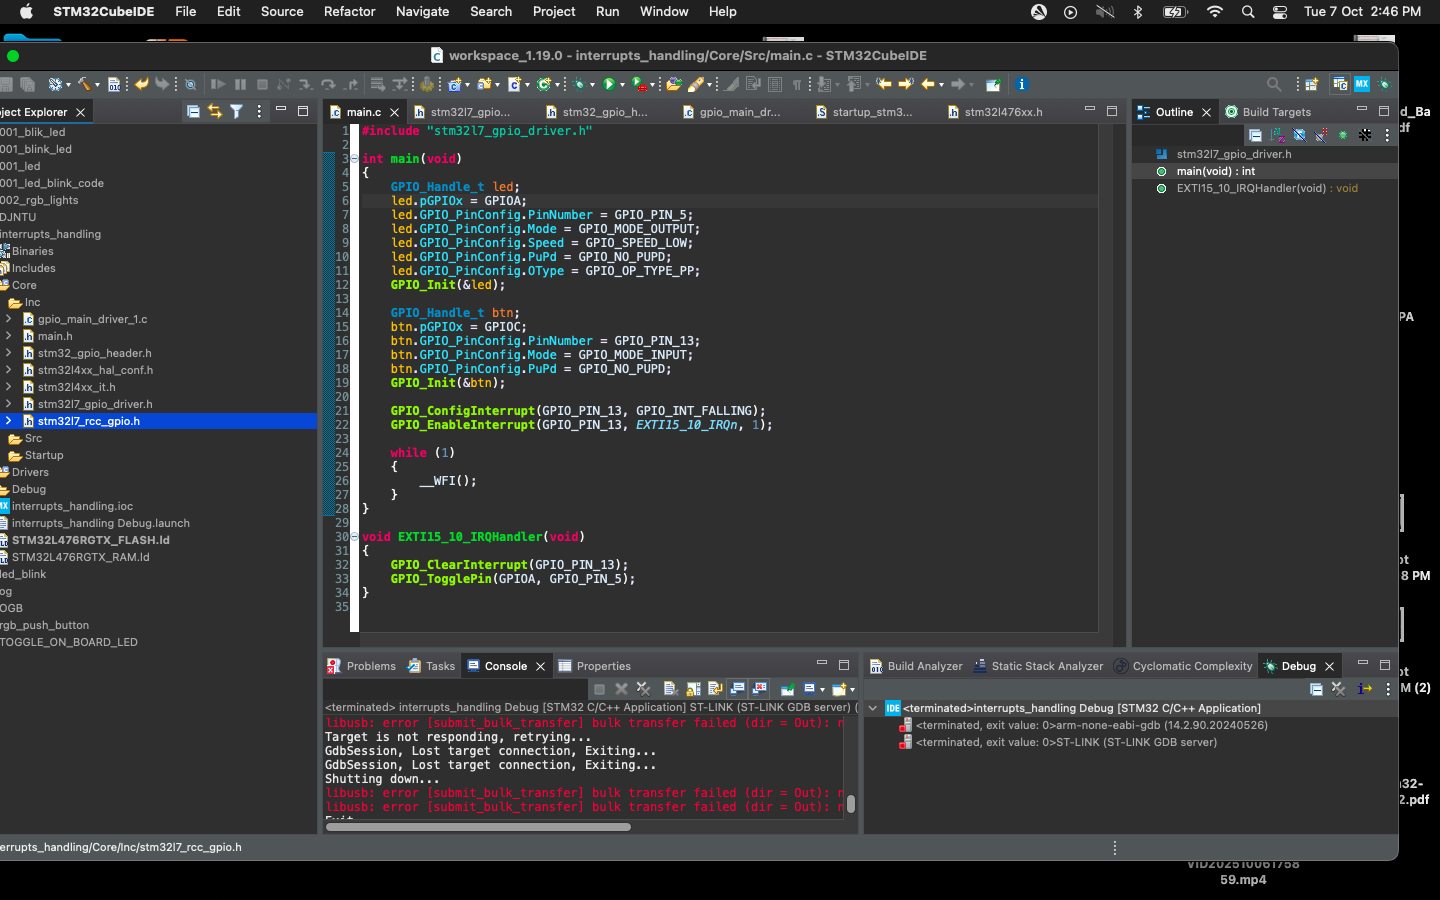 STM32CubeIDE File Edit Source Refactor Navigate Search Project Run Window Help Tue 7 Oct 2:46 PM
workspace_1.19.0 - interrupts_handling/Core/Src/main.c - STM32CubeIDE
ject Explorer
001_blik_led
001_blink_led
001_led
001_led_blink_code
002_rgb_lights
DJNTU
interrupts_handling
Binaries
Includes
Core
Inc
gpio_main_driver_1.c
main.h
stm32_gpio_header.h
stm32l4xx_hal_conf.h
stm32l4xx_it.h
stm32l7_gpio_driver.h
stm32l7_rcc_gpio.h
Src
Startup
Drivers
Debug
interrupts_handling.ioc
interrupts_handling Debug.launch
STM32L476RGTX_FLASH.ld
STM32L476RGTX_RAM.ld
led_blink
og
OGB
rgb_push_button
TOGGLE_ON_BOARD_LED
main.c stm32l7_gpio... stm32_gpio_h... gpio_main_dr... startup_stm3... stm32l476xx.h
1 #include "stm32l7_gpio_driver.h"
2
3 int main(void)
4 {
5 GPIO_Handle_t led;
6 led.pGPIOx = GPIOA;
7 led.GPIO_PinConfig.PinNumber = GPIO_PIN_5;
8 led.GPIO_PinConfig.Mode = GPIO_MODE_OUTPUT;
9 led.GPIO_PinConfig.Speed = GPIO_SPEED_LOW;
10 led.GPIO_PinConfig.PuPd = GPIO_NO_PUPD;
11 led.GPIO_PinConfig.OType = GPIO_OP_TYPE_PP;
12 GPIO_Init(&led);
13
14 GPIO_Handle_t btn;
15 btn.pGPIOx = GPIOC;
16 btn.GPIO_PinConfig.PinNumber = GPIO_PIN_13;
17 btn.GPIO_PinConfig.Mode = GPIO_MODE_INPUT;
18 btn.GPIO_PinConfig.PuPd = GPIO_NO_PUPD;
19 GPIO_Init(&btn);
20
21 GPIO_ConfigInterrupt(GPIO_PIN_13, GPIO_INT_FALLING);
22 GPIO_EnableInterrupt(GPIO_PIN_13, EXTI15_10_IRQn, 1);
23
24 while (1)
25 {
26 __WFI();
27 }
28 }
29
30 void EXTI15_10_IRQHandler(void)
31 {
32 GPIO_ClearInterrupt(GPIO_PIN_13);
33 GPIO_TogglePin(GPIOA, GPIO_PIN_5);
34 }
35
Outline Build Targets
stm32l7_gpio_driver.h
main(void) : int
EXTI15_10_IRQHandler(void) : void
Problems Tasks Console Properties
<terminated> interrupts_handling Debug [STM32 C/C++ Application] ST-LINK (ST-LINK GDB server) (
libusb: error [submit_bulk_transfer] bulk transfer failed (dir = Out): n
Target is not responding, retrying...
GdbSession, Lost target connection, Exiting...
GdbSession, Lost target connection, Exiting...
Shutting down...
libusb: error [submit_bulk_transfer] bulk transfer failed (dir = Out): n
libusb: error [submit_bulk_transfer] bulk transfer failed (dir = Out): n
Exit
Build Analyzer Static Stack Analyzer Cyclomatic Complexity Debug
<terminated>interrupts_handling Debug [STM32 C/C++ Application]
<terminated, exit value: 0>arm-none-eabi-gdb (14.2.90.20240526)
<terminated, exit value: 0>ST-LINK (ST-LINK GDB server)
errupts_handling/Core/Inc/stm32l7_rcc_gpio.h
d_Ba
df
PA
pt
8 PM
pt
M (2)
32-
2.pdf
VID202510061758
59.mp4